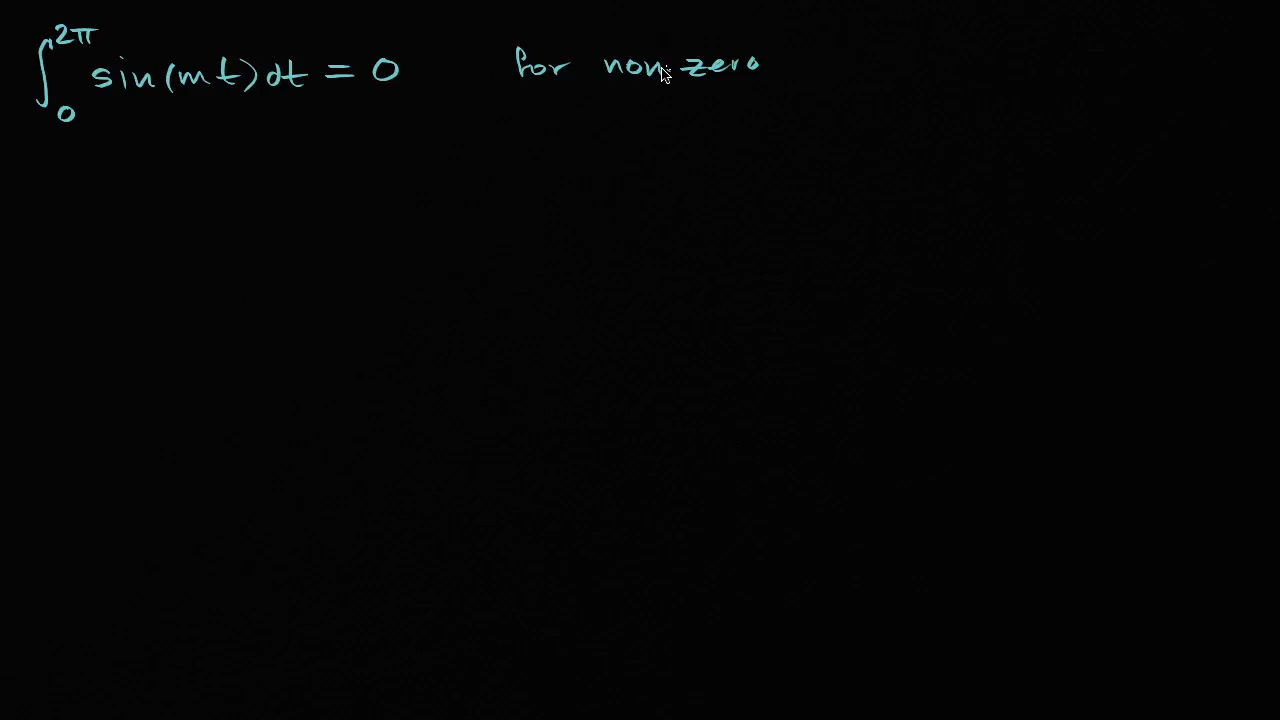 ∫₀^2π sin(mt)dt = 0 for non-zero